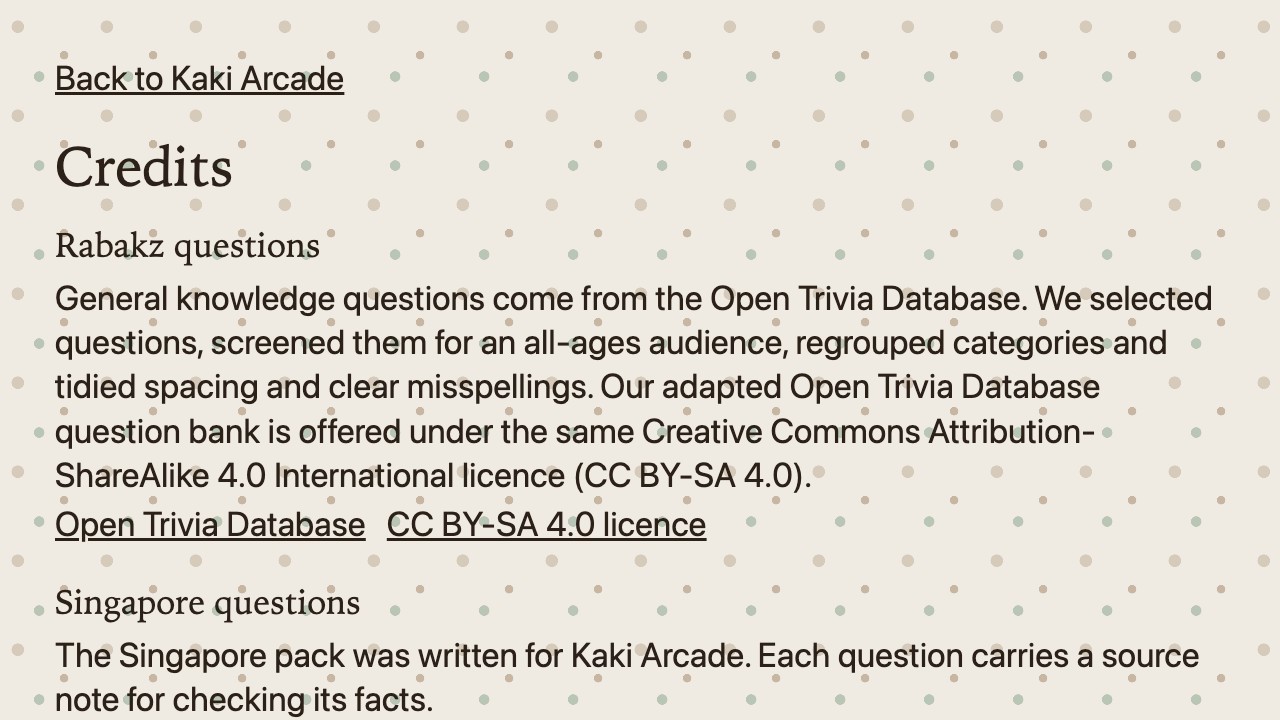 Back to Kaki Arcade
Credits
Rabakz questions
General knowledge questions come from the Open Trivia Database. We selected
questions, screened them for an all-ages audience, regrouped categories and
tidied spacing and clear misspellings. Our adapted Open Trivia Database
question bank is offered under the same Creative Commons Attribution-
ShareAlike 4.0 International licence (CC BY-SA 4.0).
Open Trivia Database CC BY-SA 4.0 licence
Singapore questions
The Singapore pack was written for Kaki Arcade. Each question carries a source
note for checking its facts.